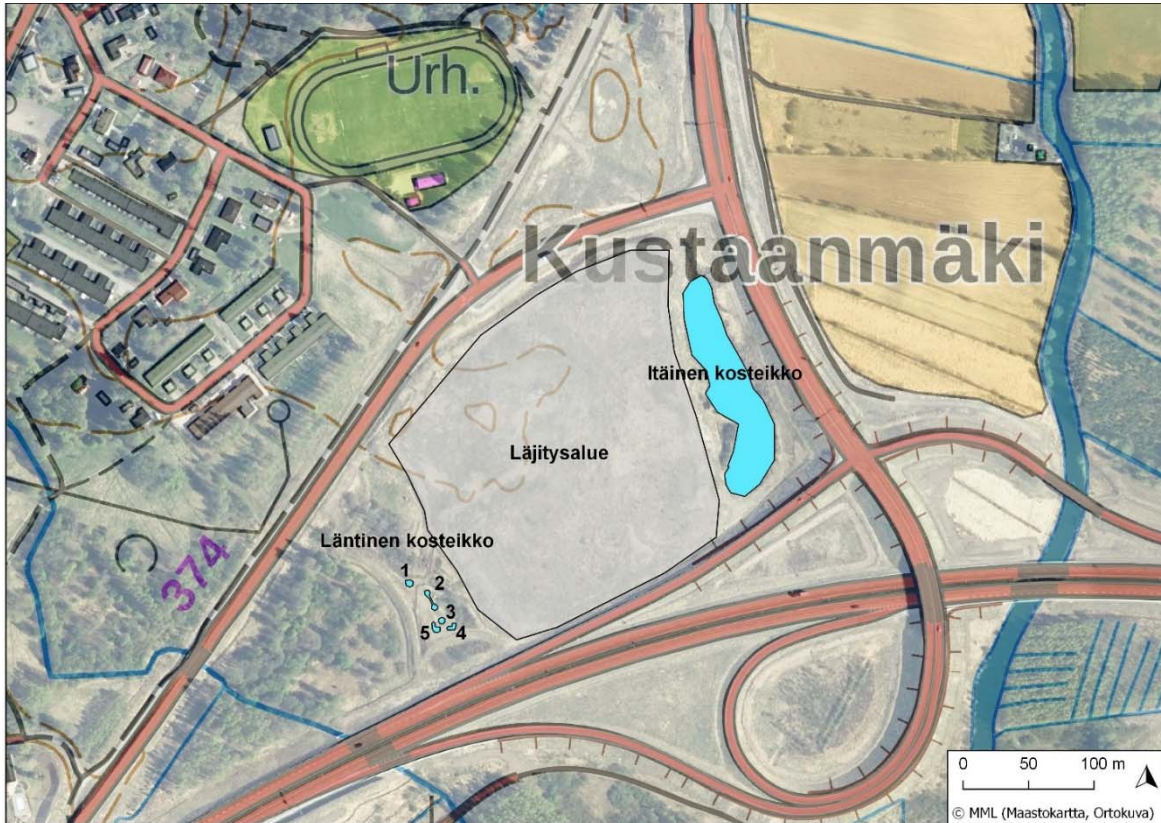 Urh.
Kustaanmäki
Itäinen kosteikko
Läjitysalue
Läntinen kosteikko
1
2
3
5 4
374
0 50 100 m
© MML (Maastokartta, Ortokuva)